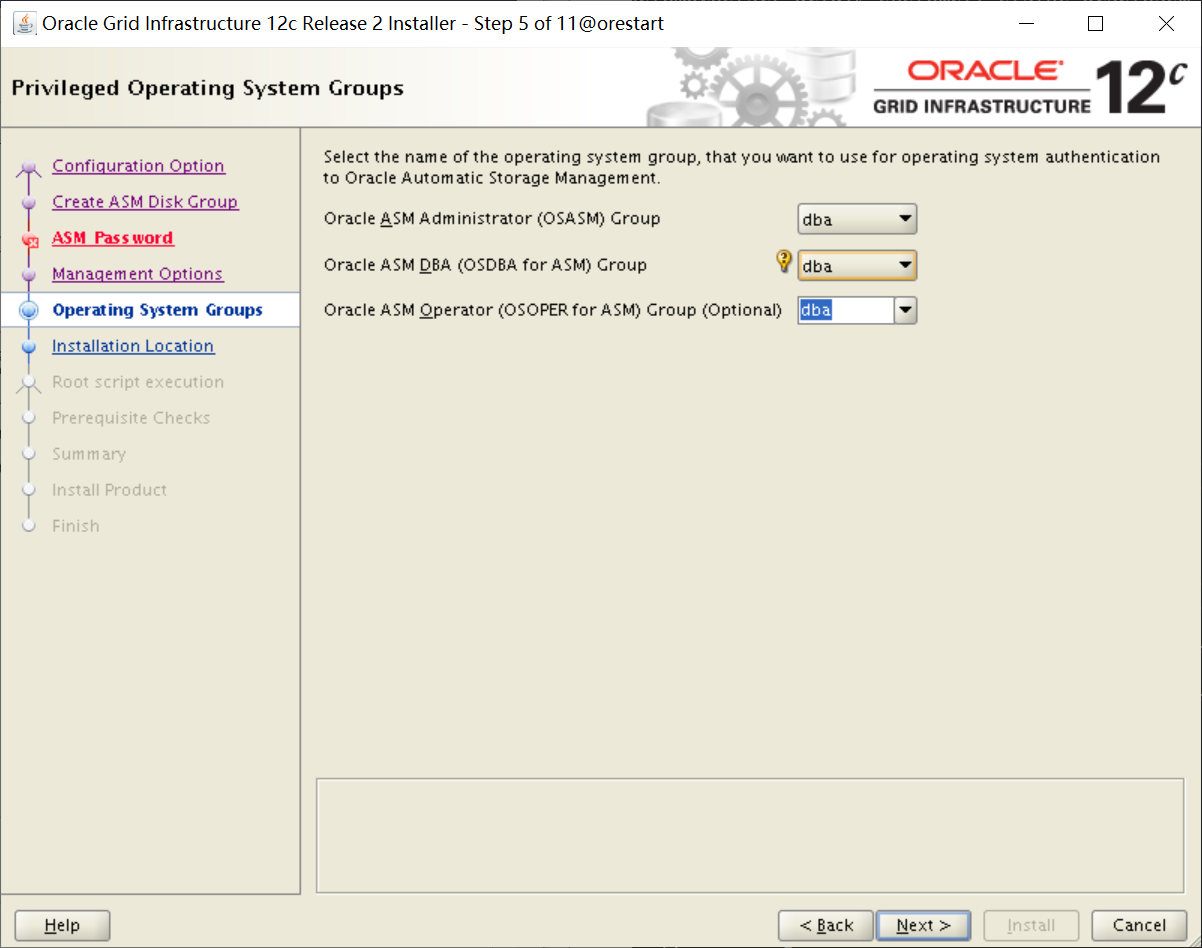 Oracle Grid Infrastructure 12c Release 2 Installer - Step 5 of 11@orestart
Privileged Operating System Groups
ORACLE
GRID INFRASTRUCTURE
12c
Configuration Option
Create ASM Disk Group
ASM Password
Management Options
Operating System Groups
Installation Location
Root script execution
Prerequisite Checks
Summary
Install Product
Finish
Select the name of the operating system group, that you want to use for operating system authentication
to Oracle Automatic Storage Management.
Oracle ASM Administrator (OSASM) Group dba
Oracle ASM DBA (OSDBA for ASM) Group dba
Oracle ASM Operator (OSOPER for ASM) Group (Optional) dba
Help < Back Next > Install Cancel